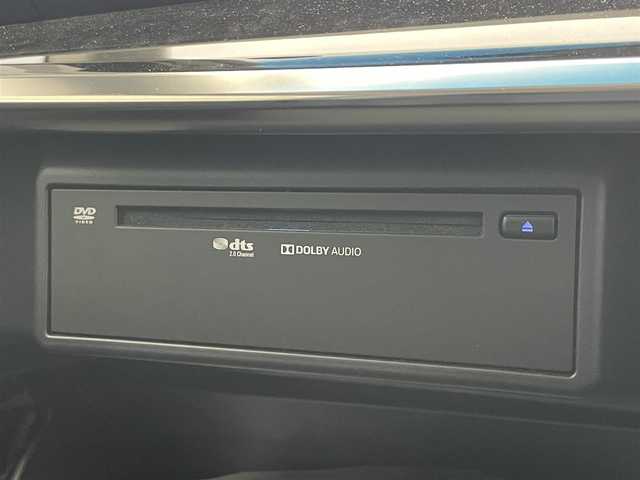 DVD
VIDEO
dts
2.0 Channel
DOLBY AUDIO